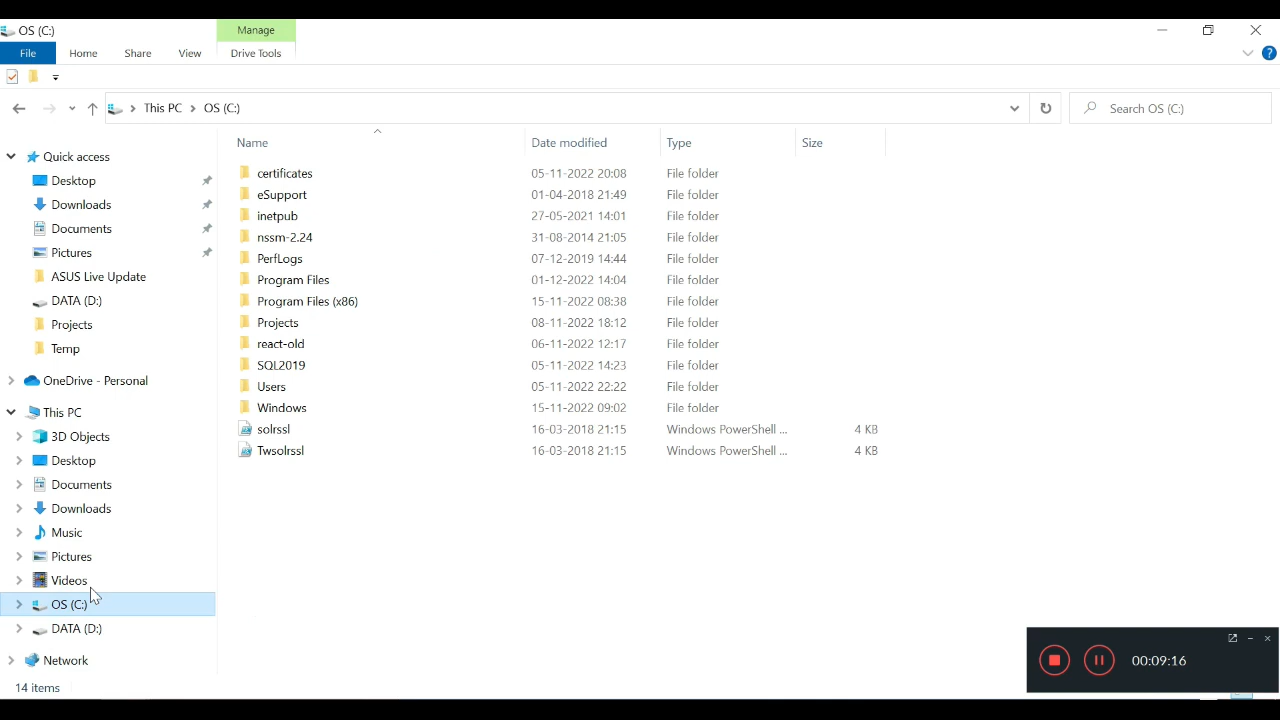 OS (C:)
Manage
File Home Share View Drive Tools
This PC OS (C:) Search OS (C:)
Name Date modified Type Size
Quick access
Desktop
Downloads
Documents
Pictures
ASUS Live Update
DATA (D:)
Projects
Temp
OneDrive - Personal
This PC
3D Objects
Desktop
Documents
Downloads
Music
Pictures
Videos
OS (C:)
DATA (D:)
Network
certificates 05-11-2022 20:08 File folder
eSupport 01-04-2018 21:49 File folder
inetpub 27-05-2021 14:01 File folder
nssm-2.24 31-08-2014 21:05 File folder
PerfLogs 07-12-2019 14:44 File folder
Program Files 01-12-2022 14:04 File folder
Program Files (x86) 15-11-2022 08:38 File folder
Projects 08-11-2022 18:12 File folder
react-old 06-11-2022 12:17 File folder
SQL2019 05-11-2022 14:23 File folder
Users 05-11-2022 22:22 File folder
Windows 15-11-2022 09:02 File folder
solrssl 16-03-2018 21:15 Windows PowerShell ... 4 KB
Twsolrssl 16-03-2018 21:15 Windows PowerShell ... 4 KB
00:09:16
14 items